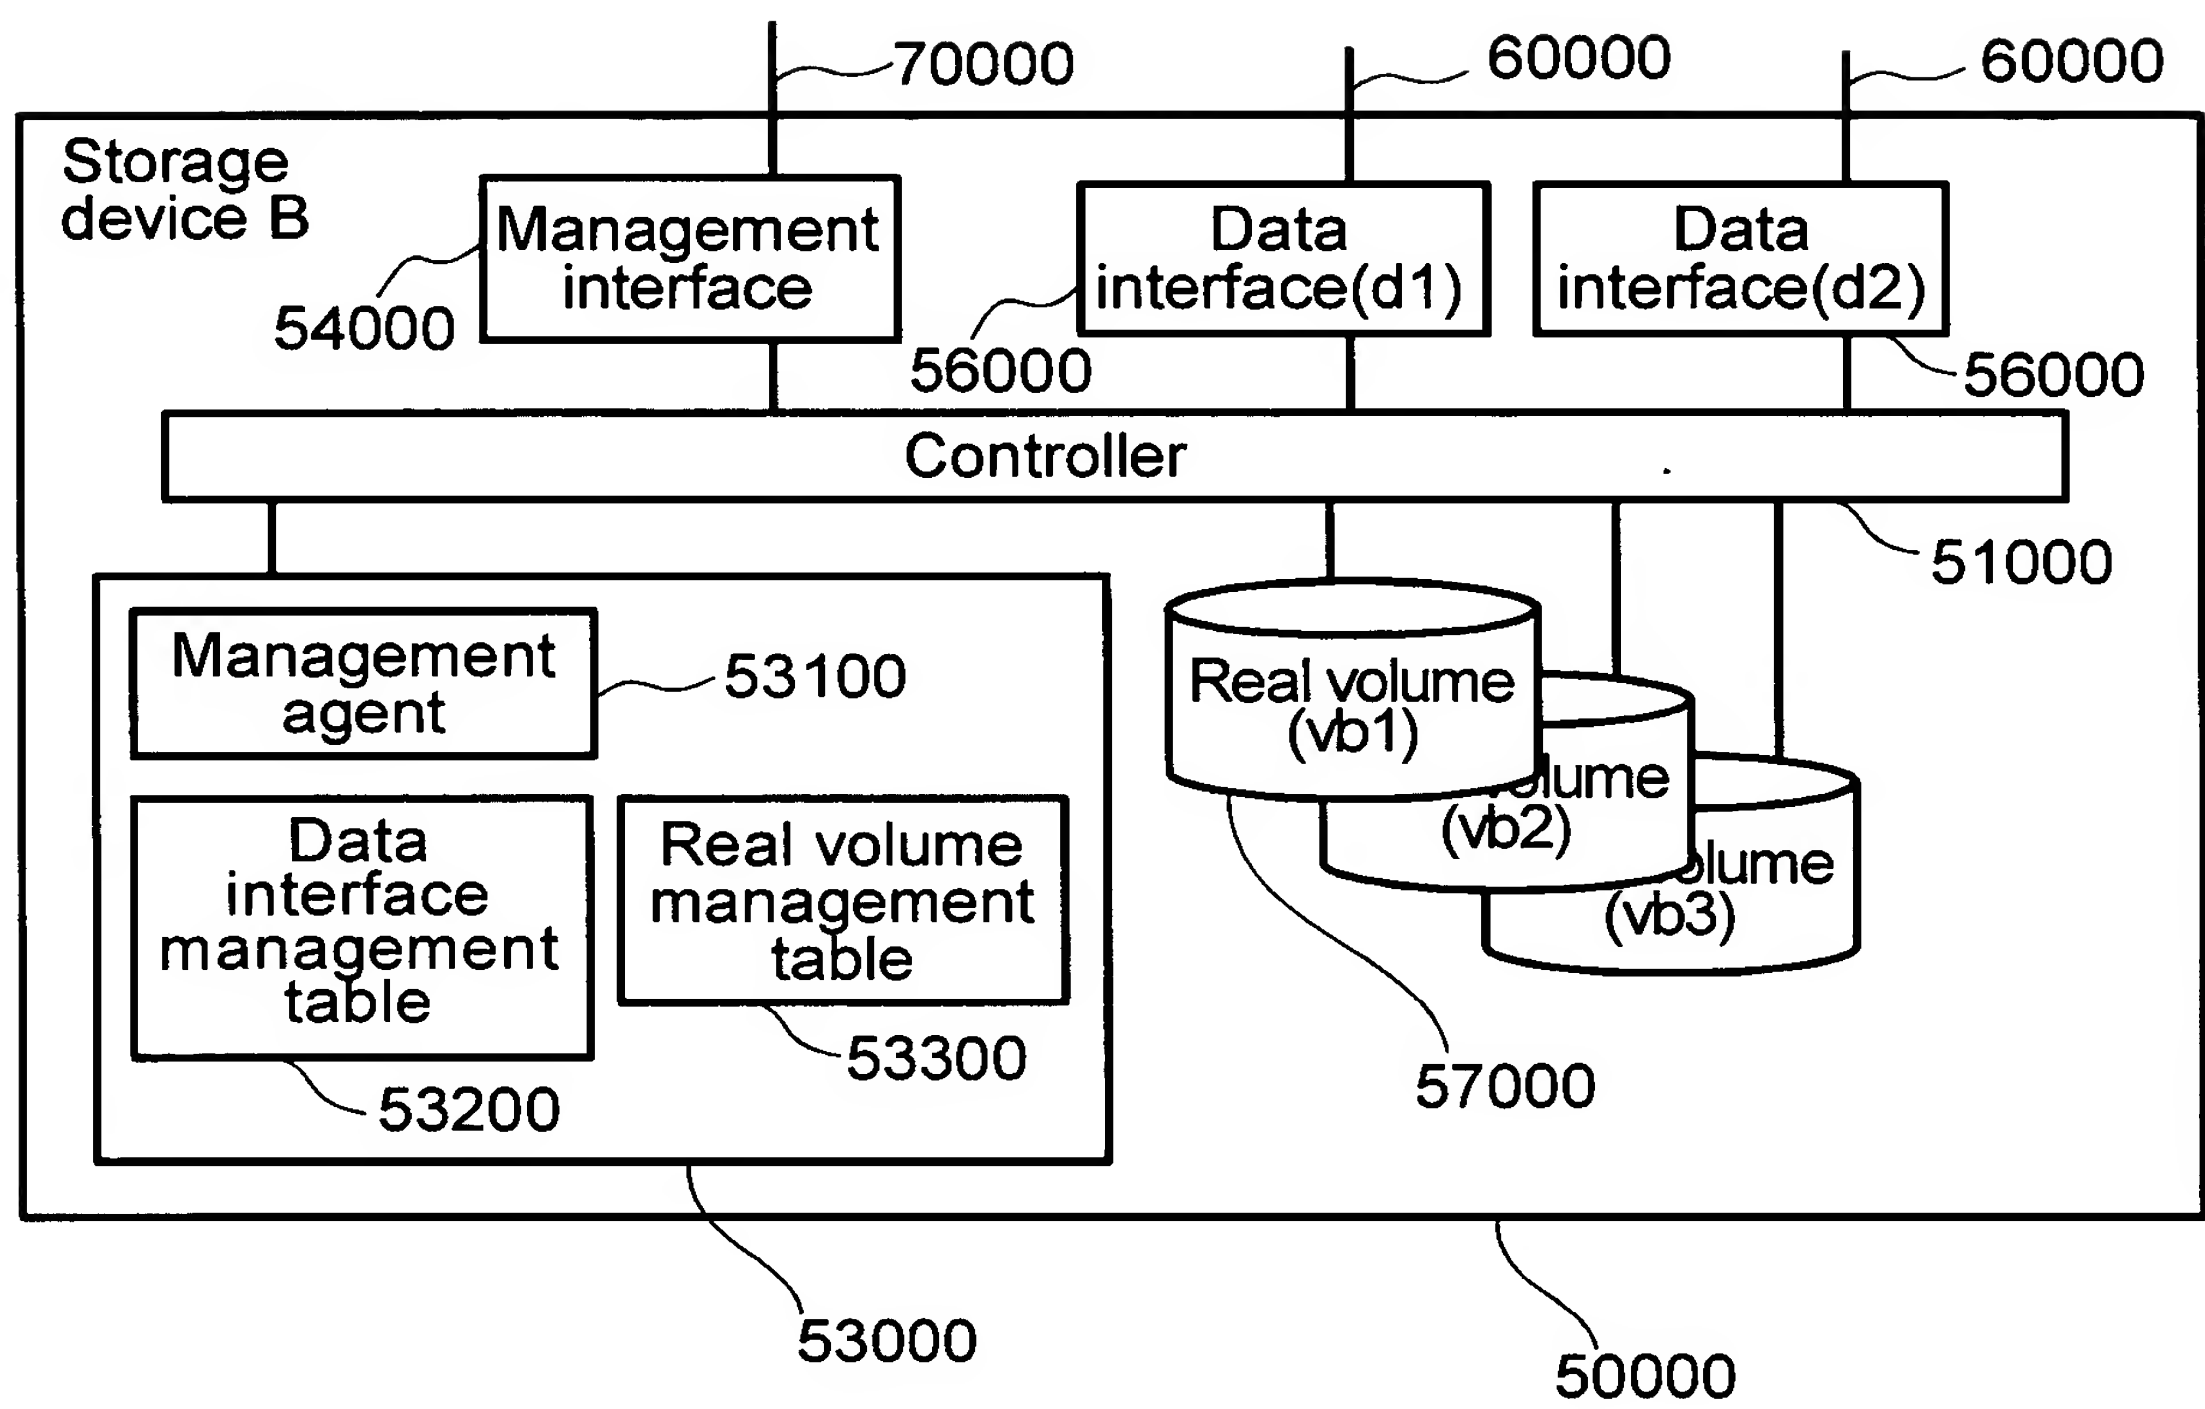 70000
60000
60000
Storage
device B
Management
interface
Data
interface(d1)
Data
interface(d2)
54000
56000
56000
Controller
51000
Management
agent
53100
Real volume
(vb1)
(vb2)
(vb3)
Data
interface
management
table
Real volume
management
table
53300
53200
57000
53000
50000